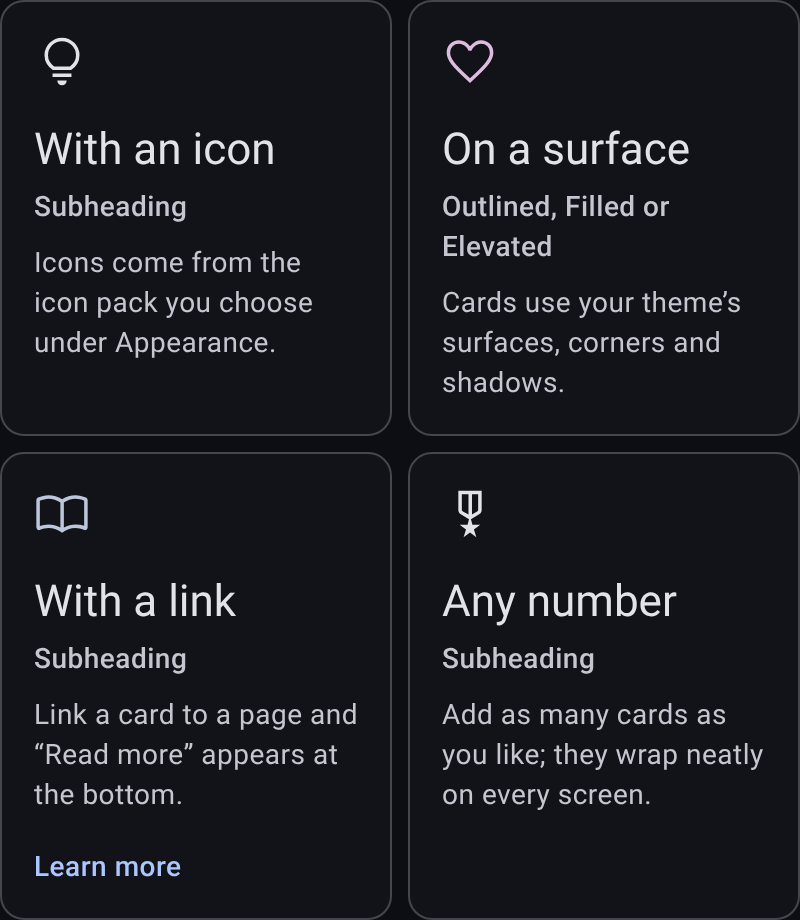 With an icon
Subheading
Icons come from the
icon pack you choose
under Appearance.
On a surface
Outlined, Filled or
Elevated
Cards use your theme’s
surfaces, corners and
shadows.
With a link
Subheading
Link a card to a page and
“Read more” appears at
the bottom.
Learn more
Any number
Subheading
Add as many cards as
you like; they wrap neatly
on every screen.